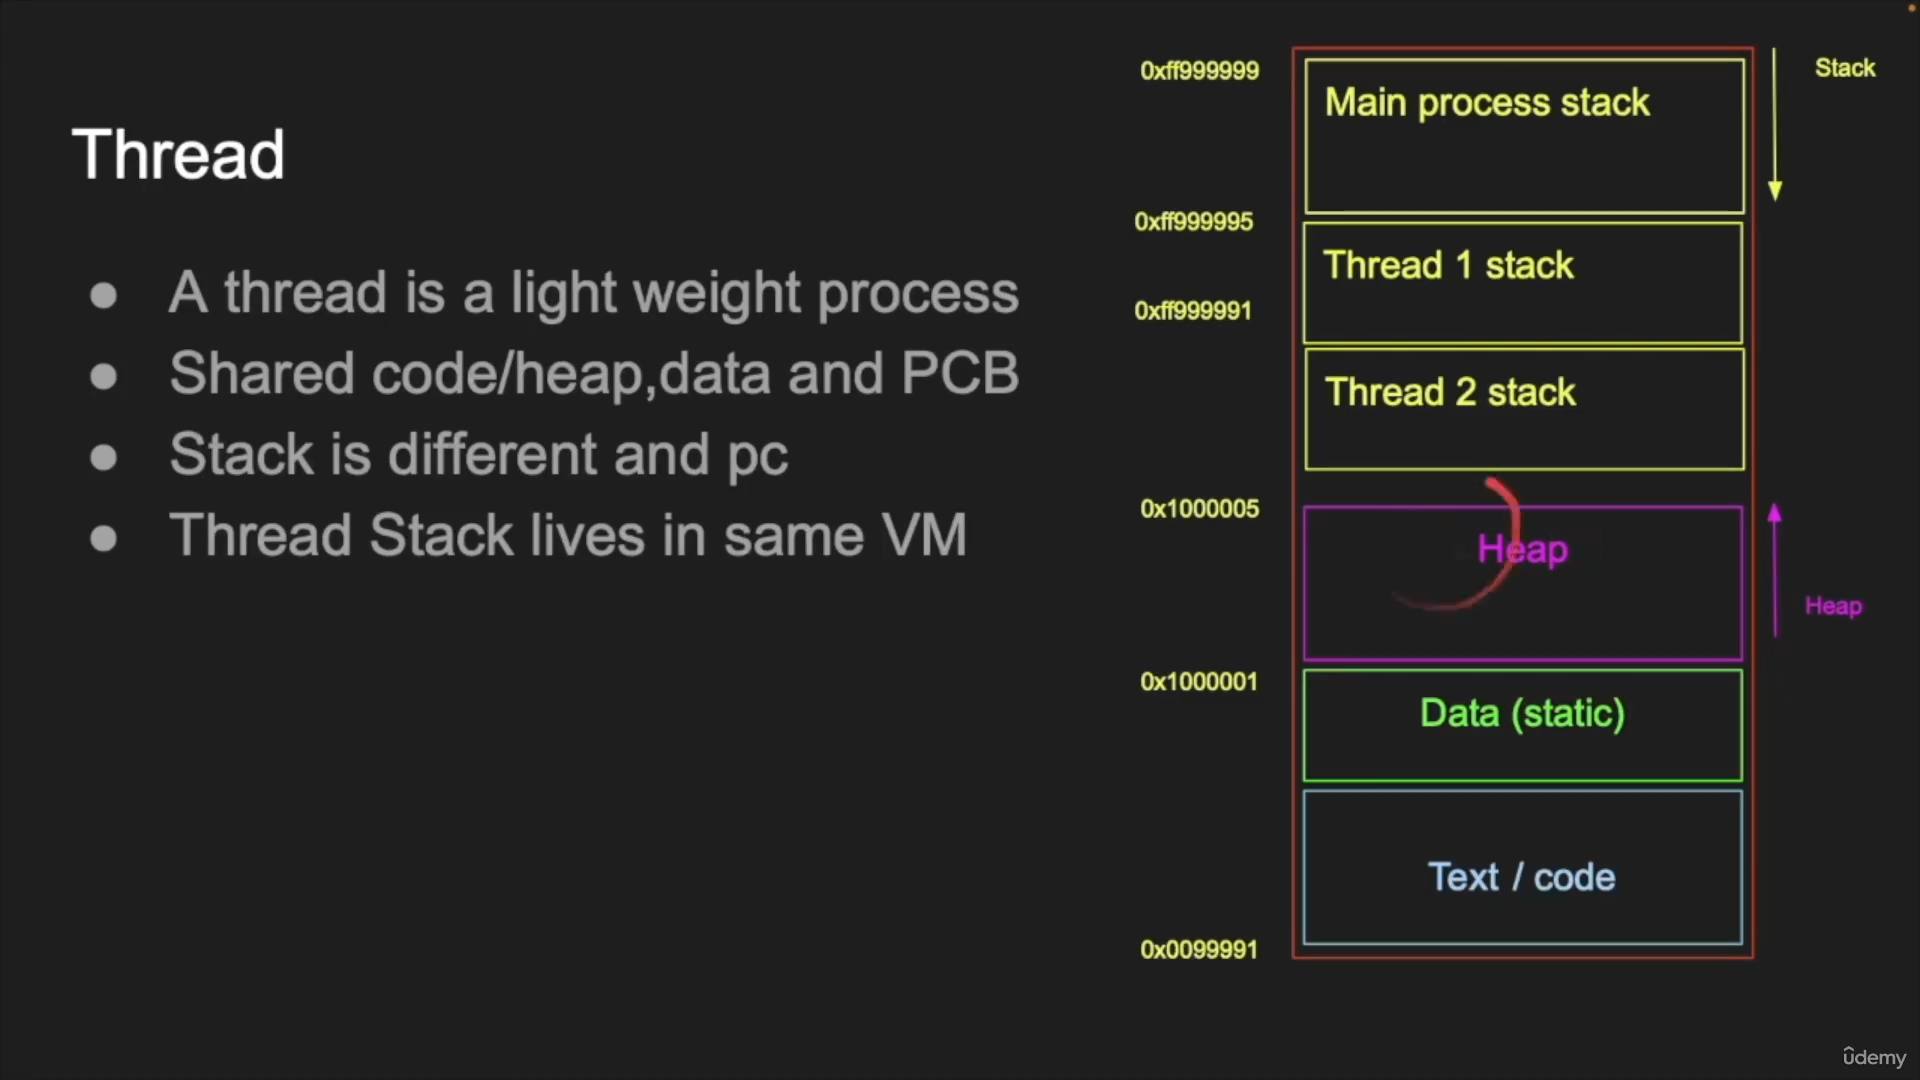 Thread
A thread is a light weight process
Shared code/heap,data and PCB
Stack is different and pc
Thread Stack lives in same VM
0xff999999
Main process stack
Stack
0xff999995
Thread 1 stack
0xff999991
Thread 2 stack
0x1000005
Heap
Heap
0x1000001
Data (static)
Text / code
0x0099991
ûdemy